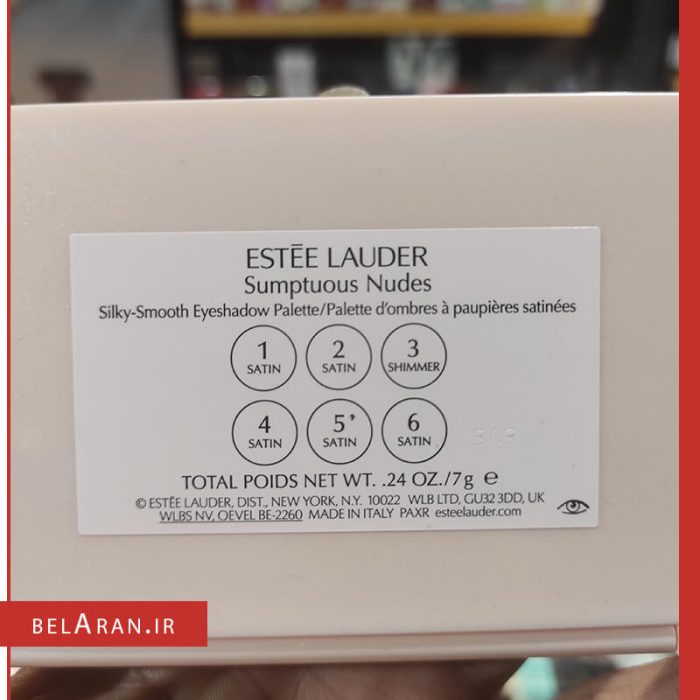 ESTĒE LAUDER
Sumptuous Nudes
Silky-Smooth Eyeshadow Palette/Palette d'ombres à paupières satinées
1 2 3
SATIN SATIN SHIMMER
4 5' 6
SATIN SATIN SATIN
TOTAL POIDS NET WT. .24 OZ./7g e
© ESTĒE LAUDER, DIST., NEW YORK, N.Y. 10022 WLB LTD, GU32 3DD, UK
WLBS NV, OEVEL BE-2260 MADE IN ITALY PAXR esteelauder.com
BELARAN.IR